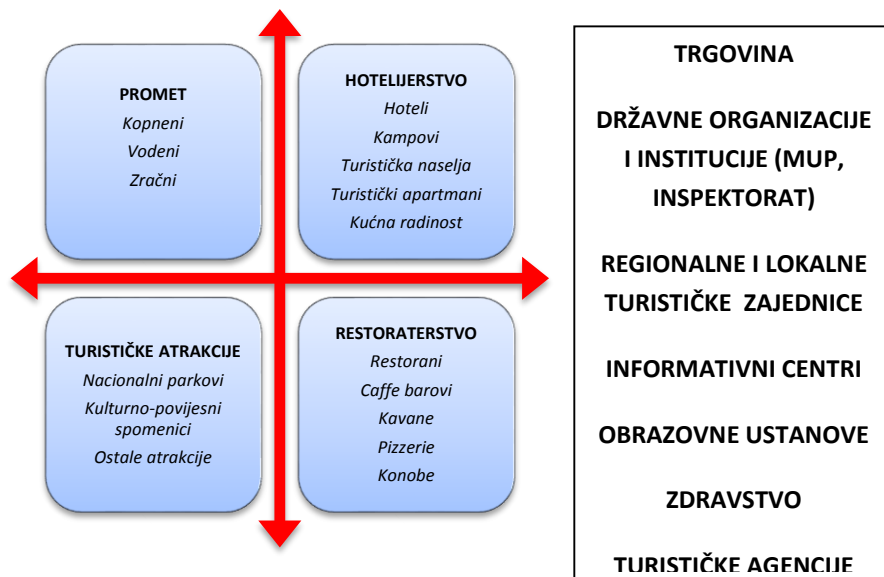 PROMET
Kopneni
Vodeni
Zračni
HOTELIJERSTVO
Hoteli
Kampovi
Turistička naselja
Turistički apartmani
Kućna radinost
TURISTIČKE ATRAKCIJE
Nacionalni parkovi
Kulturno-povijesni
spomenici
Ostale atrakcije
RESTORATERSTVO
Restorani
Caffe barovi
Kavane
Pizzerie
Konobe
TRGOVINA
DRŽAVNE ORGANIZACIJE
I INSTITUCIJE (MUP,
INSPEKTORAT)
REGIONALNE I LOKALNE
TURISTIČKE ZAJEDNICE
INFORMATIVNI CENTRI
OBRAZOVNE USTANOVE
ZDRAVSTVO
TURISTIČKE AGENCIJE